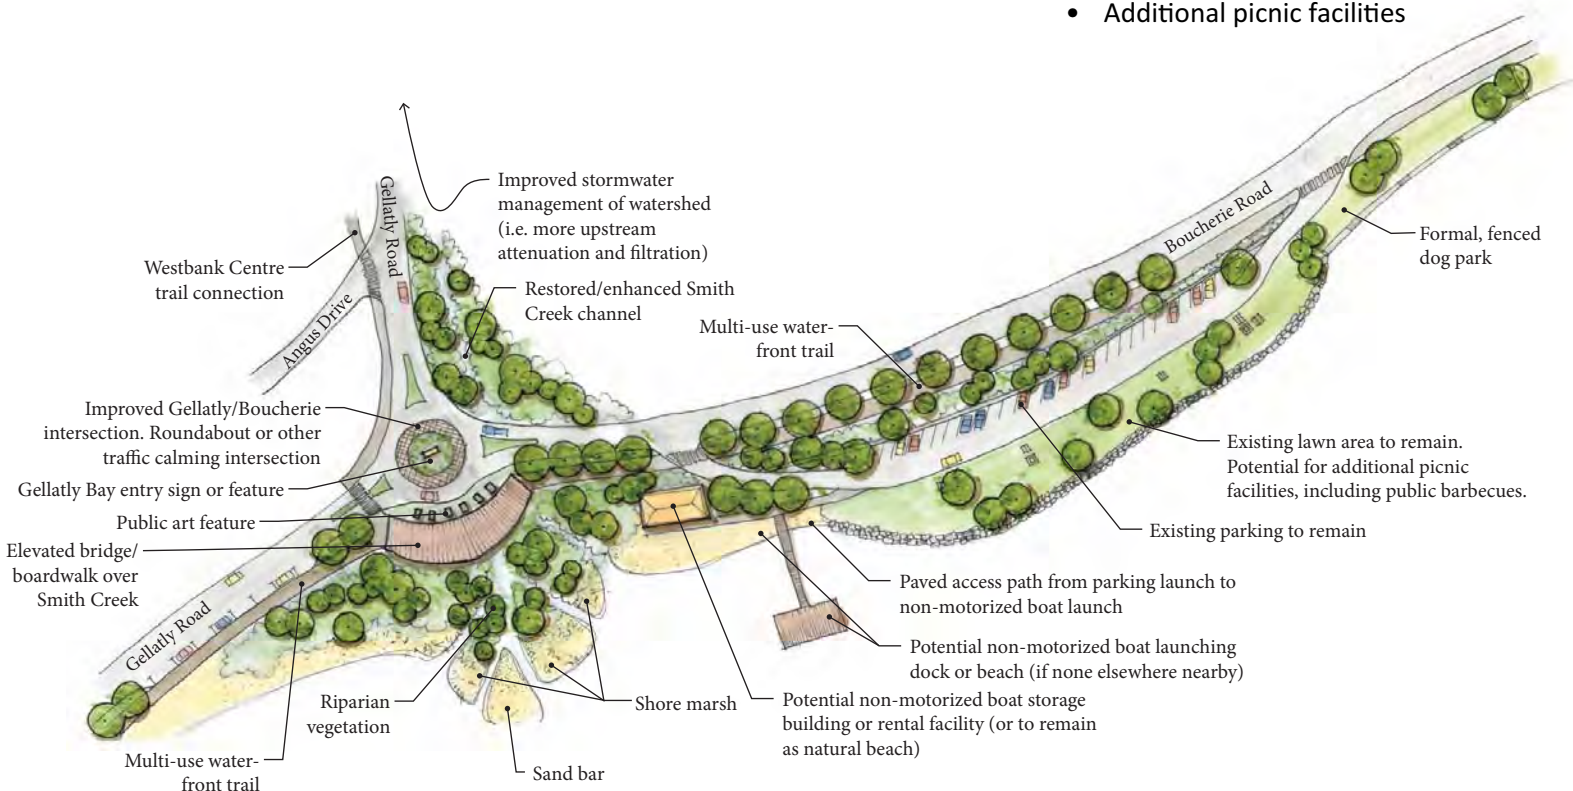 • Additional picnic facilities
Gellatly Road
Improved stormwater
management of watershed
(i.e. more upstream
attenuation and filtration)
Boucherie Road
Formal, fenced
dog park
Westbank Centre
trail connection
Restored/enhanced Smith
Creek channel
Angus Drive
Multi-use water-
front trail
Improved Gellatly/Boucherie
intersection. Roundabout or other
traffic calming intersection
Existing lawn area to remain.
Potential for additional picnic
facilities, including public barbecues.
Gellatly Bay entry sign or feature
Public art feature
Existing parking to remain
Elevated bridge/
boardwalk over
Smith Creek
Paved access path from parking launch to
non-motorized boat launch
Gellatly Road
Potential non-motorized boat launching
dock or beach (if none elsewhere nearby)
Riparian
vegetation
Shore marsh
Potential non-motorized boat storage
building or rental facility (or to remain
as natural beach)
Multi-use water-
front trail
Sand bar